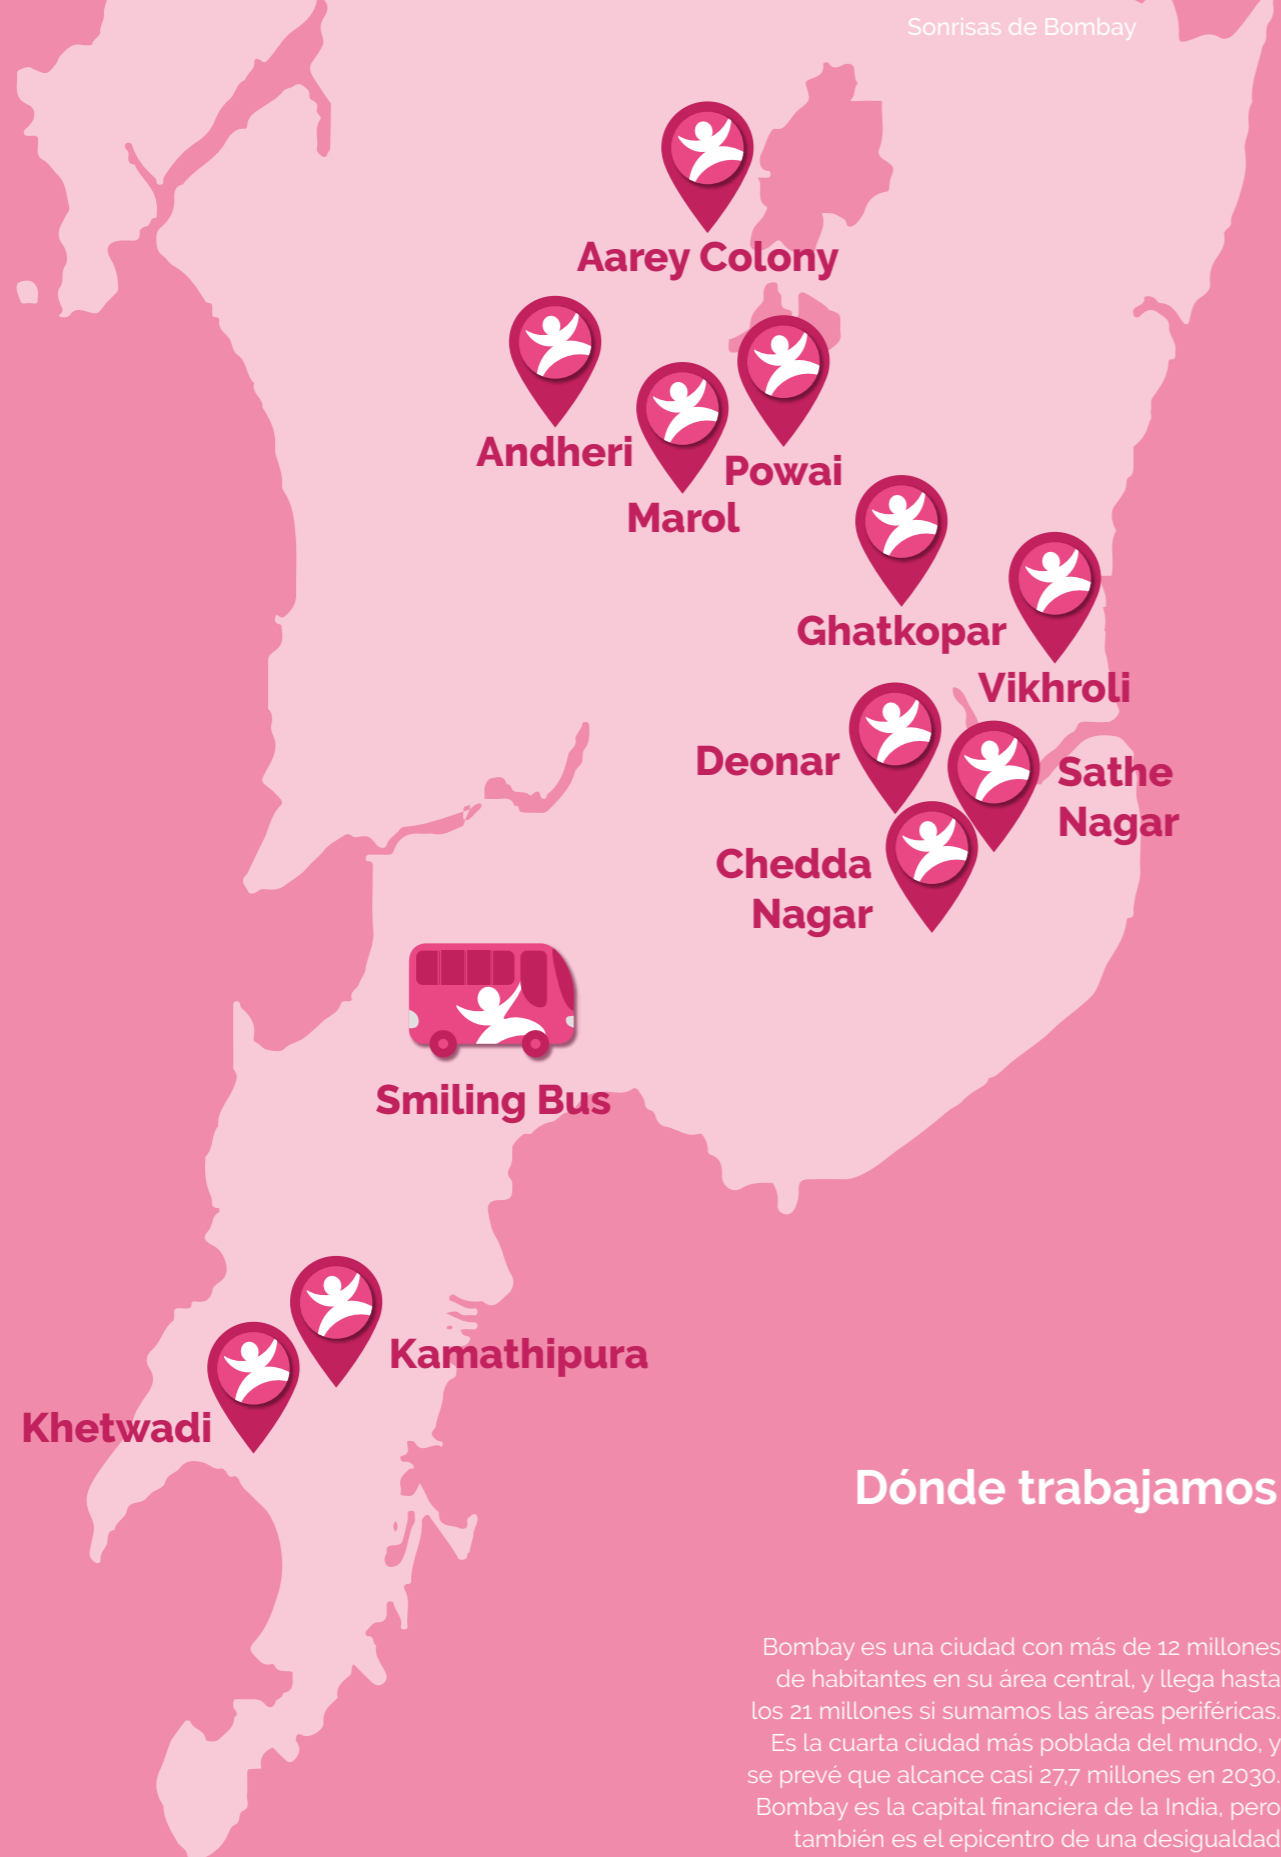 Sonrisas de Bombay
Aarey Colony
Andheri
Powai
Marol
Ghatkopar
Vikhroli
Deonar
Sathe
Nagar
Chedda
Nagar
Smiling Bus
Kamathipura
Khetwadi
Dónde trabajamos
Bombay es una ciudad con más de 12 millones
de habitantes en su área central, y llega hasta
los 21 millones si sumamos las áreas periféricas.
Es la cuarta ciudad más poblada del mundo, y
se prevé que alcance casi 27,7 millones en 2030.
Bombay es la capital financiera de la India, pero
también es el epicentro de una desigualdad